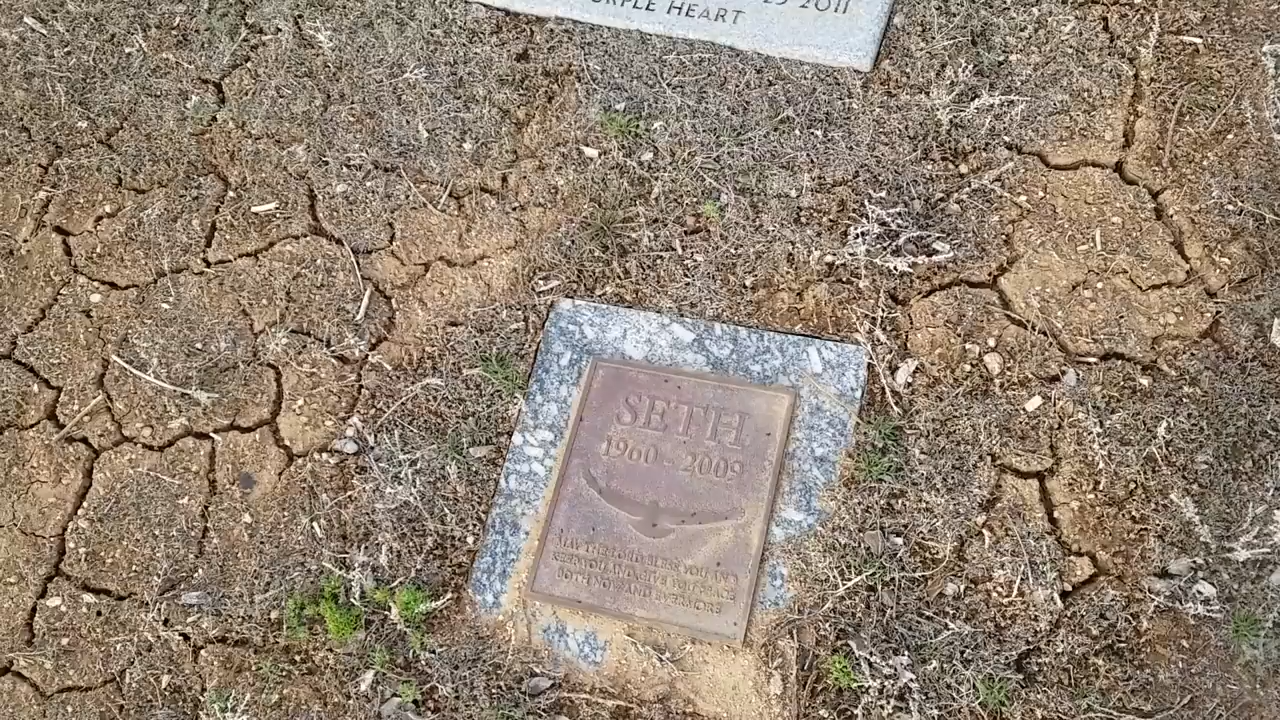 2011
PURPLE HEART
SETH
1960 - 2009
MAY THE LORD BLESS YOU AND
KEEP YOU AND GIVE YOU PEACE
BOTH NOW AND EVERMORE